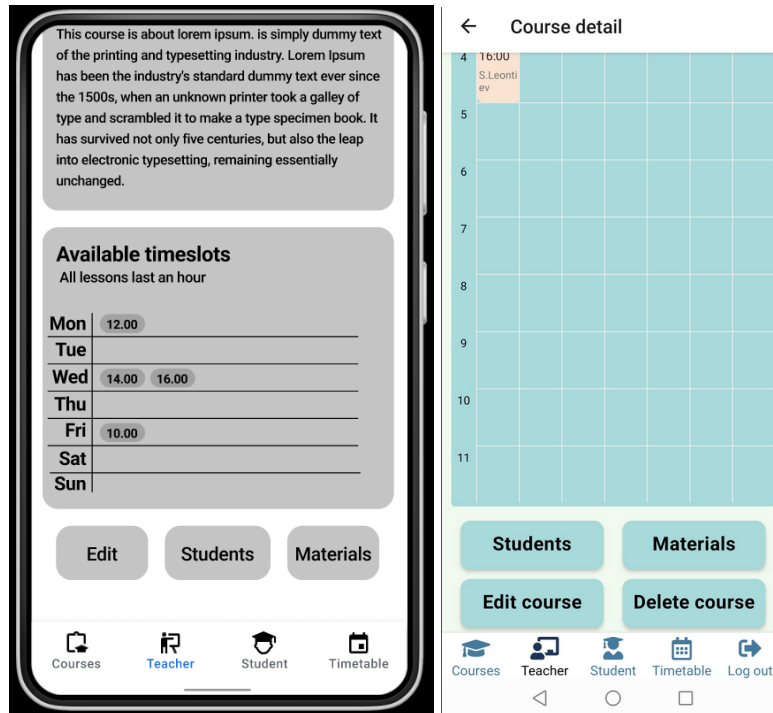 This course is about lorem ipsum. is simply dummy text
of the printing and typesetting industry. Lorem Ipsum
has been the industry's standard dummy text ever since
the 1500s, when an unknown printer took a galley of
type and scrambled it to make a type specimen book. It
has survived not only five centuries, but also the leap
into electronic typesetting, remaining essentially
unchanged.
Available timeslots
All lessons last an hour
Mon 12.00
Tue
Wed 14.00 16.00
Thu
Fri 10.00
Sat
Sun
Edit Students Materials
Courses Teacher Student Timetable
Course detail
4 16:00
S.Leonti
ev
5
6
7
8
9
10
11
Students Materials
Edit course Delete course
Courses Teacher Student Timetable Log out